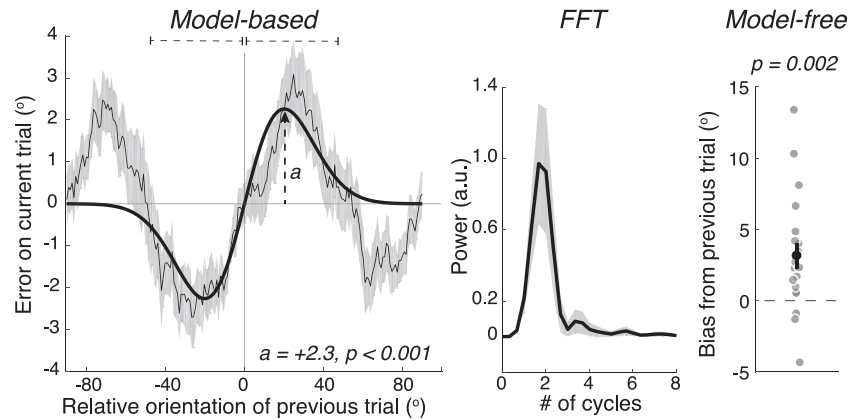 Model-based
4
3
2
1
0
-1
-2
-3
-4
Error on current trial (º)
a
a = +2.3, p < 0.001
-80
-40
0
40
80
Relative orientation of previous trial (º)
FFT
1.4
1.0
0.6
0.2
0
Power (a.u.)
0
2
4
6
8
# of cycles
Model-free
p = 0.002
15
10
5
0
-5
Bias from previous trial (º)